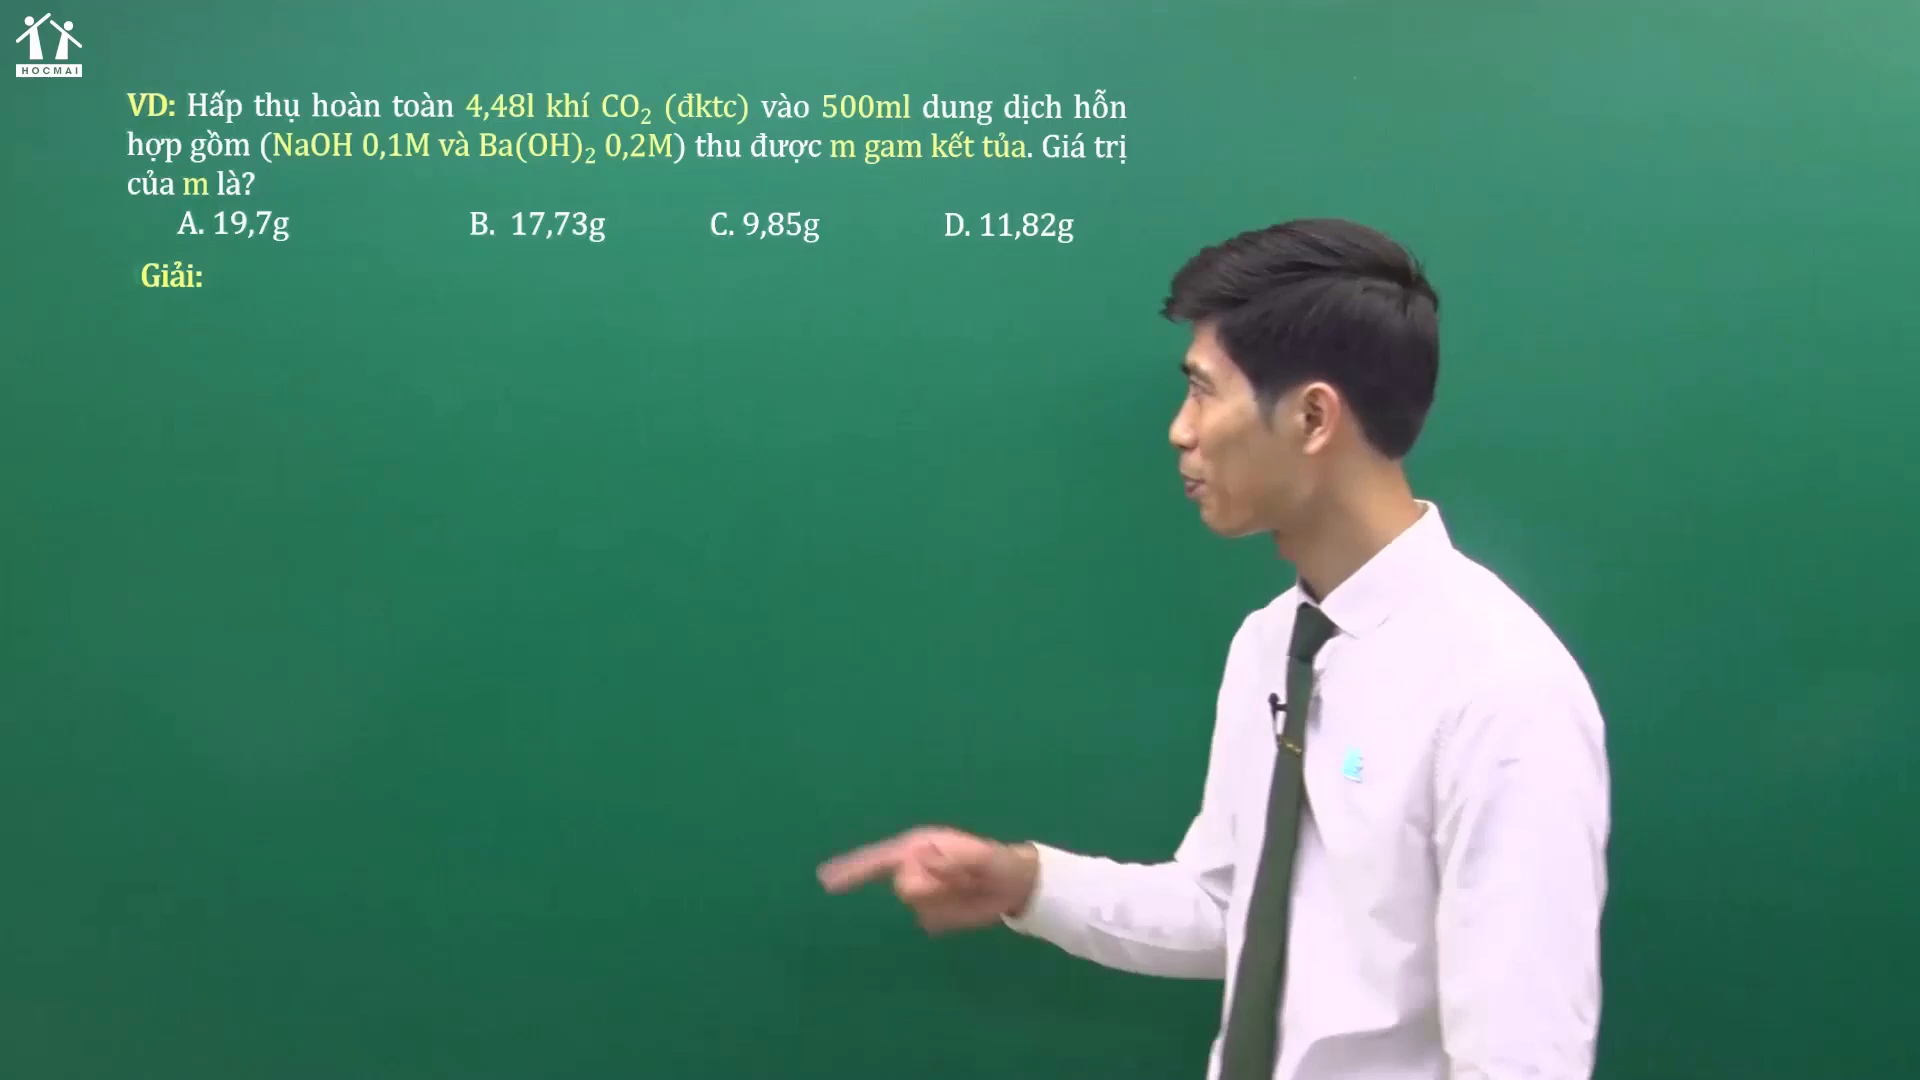 HOCMAI
VD: Hấp thụ hoàn toàn 4,48l khí CO₂ (đktc) vào 500ml dung dịch hỗn
hợp gồm (NaOH 0,1M và Ba(OH)₂ 0,2M) thu được m gam kết tủa. Giá trị
của m là?
A. 19,7g B. 17,73g C. 9,85g D. 11,82g
Giải: